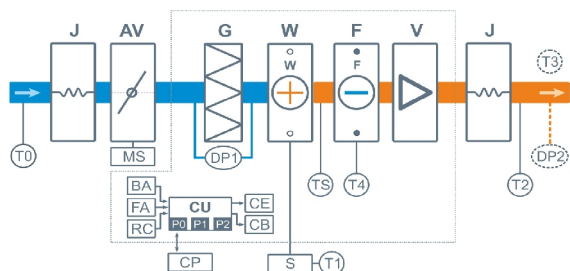 J AV G W F V J
W F
T3
T0 MS DP1 TS T4 T2 DP2
BA CU CE
FA
P0 P1 P2 CB
RC
CP S T1